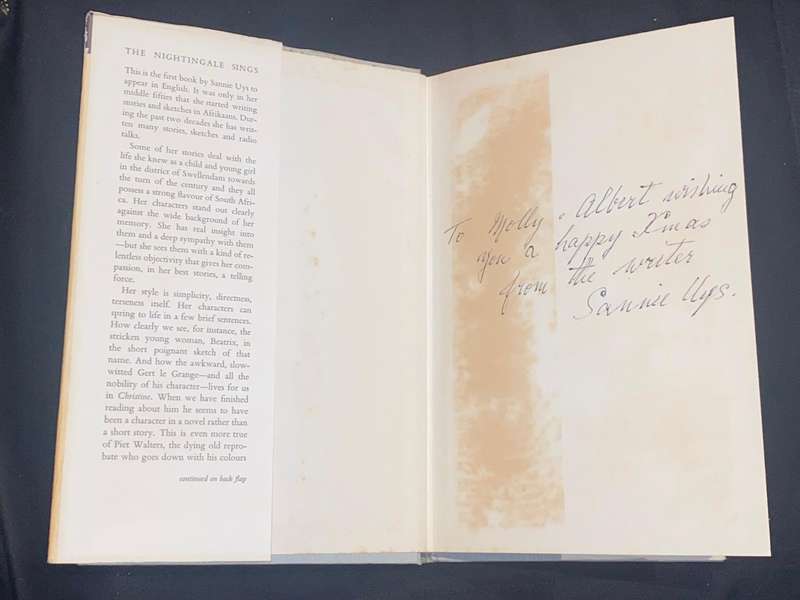 THE NIGHTINGALE SINGS
This is the first book by Sannie Uys to
appear in English. It was only in her
middle fifties that she started writing
stories and sketches in Afrikaans. Dur-
ing the past two decades she has writ-
ten many stories, sketches and radio
talks.
Some of her stories deal with the
life she knew as a child and young girl
in the district of Swellendam towards
the turn of the century and they all
possess a strong flavour of South Afri-
ca. Her characters stand out clearly
against the wide background of her
memory. She has real insight into
them and a deep sympathy with them
—but she sees them with a kind of re-
lentless objectivity that gives her com-
passion, in her best stories, a telling
force.
Her style is simplicity, directness,
terseness itself. Her characters can
spring to life in a few brief sentences.
How clearly we see, for instance, the
stricken young woman, Beatrix, in
the short poignant sketch of that
name. And how the awkward, slow-
witted Gert le Grange—and all the
nobility of his character—lives for us
in Christine. When we have finished
reading about him he seems to have
been a character in a novel rather than
a short story. This is even more true
of Piet Walters, the dying old repro-
bate who goes down with his colours
continued on back flap
To Molly & Albert wishing
you a happy X'mas
from the writer
Sannie Uys.